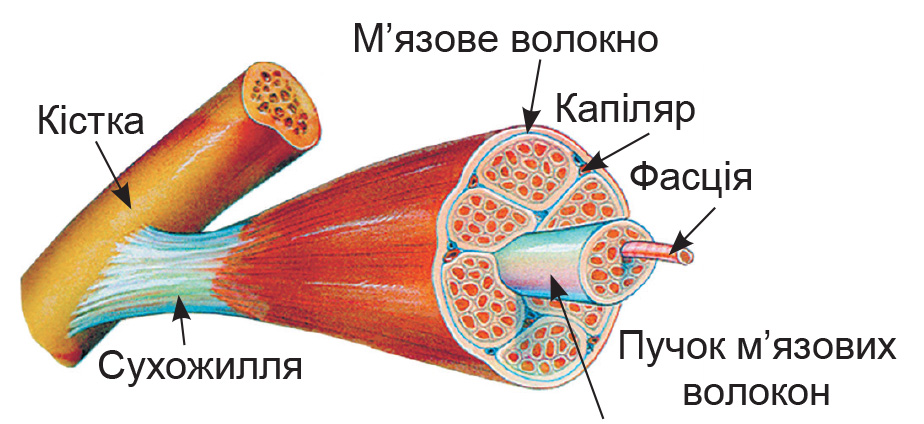 М’язове волокно
Капіляр
Кістка
Фасція
Сухожилля
Пучок м’язових
волокон